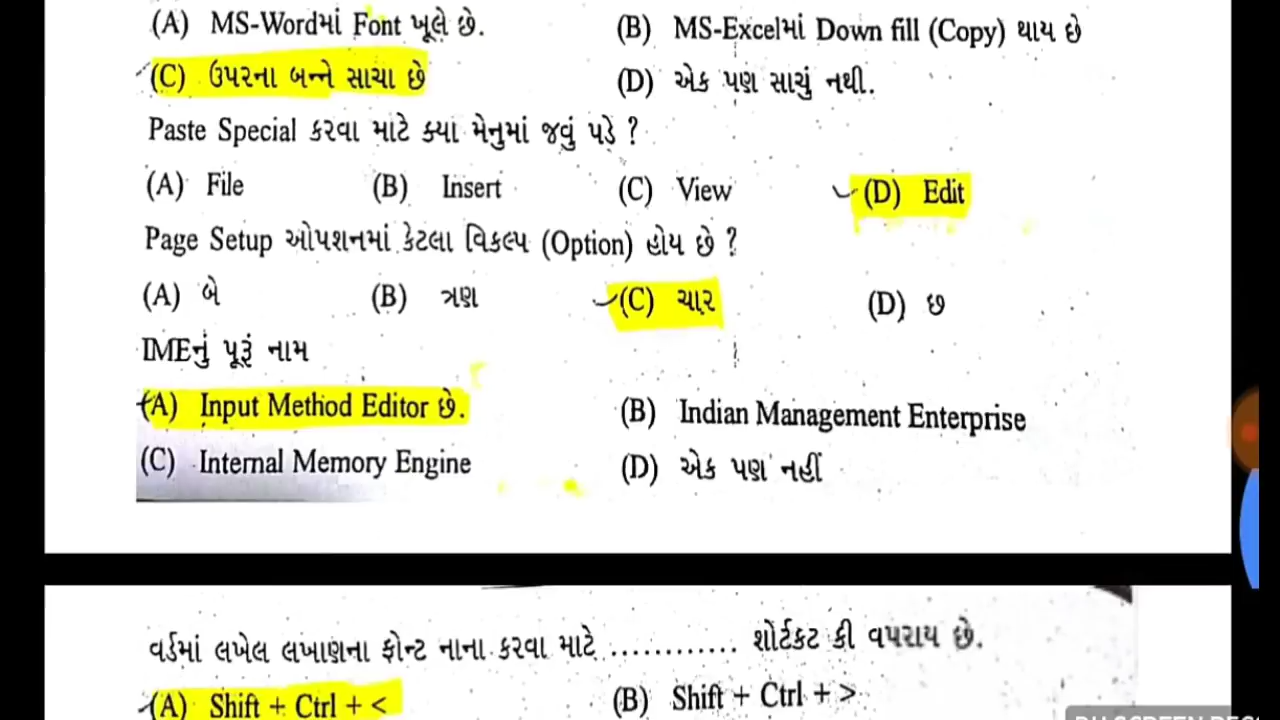 (A) MS-Wordમાં Font ખૂલે છે. (B) MS-Excelમાં Down fill (Copy) થાય છે
(C) ઉપરના બન્ને સાચા છે (D) એક પણ સાચું નથી.
Paste Special કરવા માટે ક્યા મેનુમાં જવું પડે ?
(A) File (B) Insert (C) View (D) Edit
Page Setup ઓપશનમાં કેટલા વિકલ્પ (Option) હોય છે ?
(A) બે (B) ત્રણ (C) ચાર (D) છ
IMEનું પૂરૂં નામ
(A) Input Method Editor છે. (B) Indian Management Enterprise
(C) Internal Memory Engine (D) એક પણ નહીં
વર્ડમાં લખેલ લખાણના ફોન્ટ નાના કરવા માટે ............ શોર્ટકટ કી વપરાય છે.
(A) Shift + Ctrl + < (B) Shift + Ctrl + >